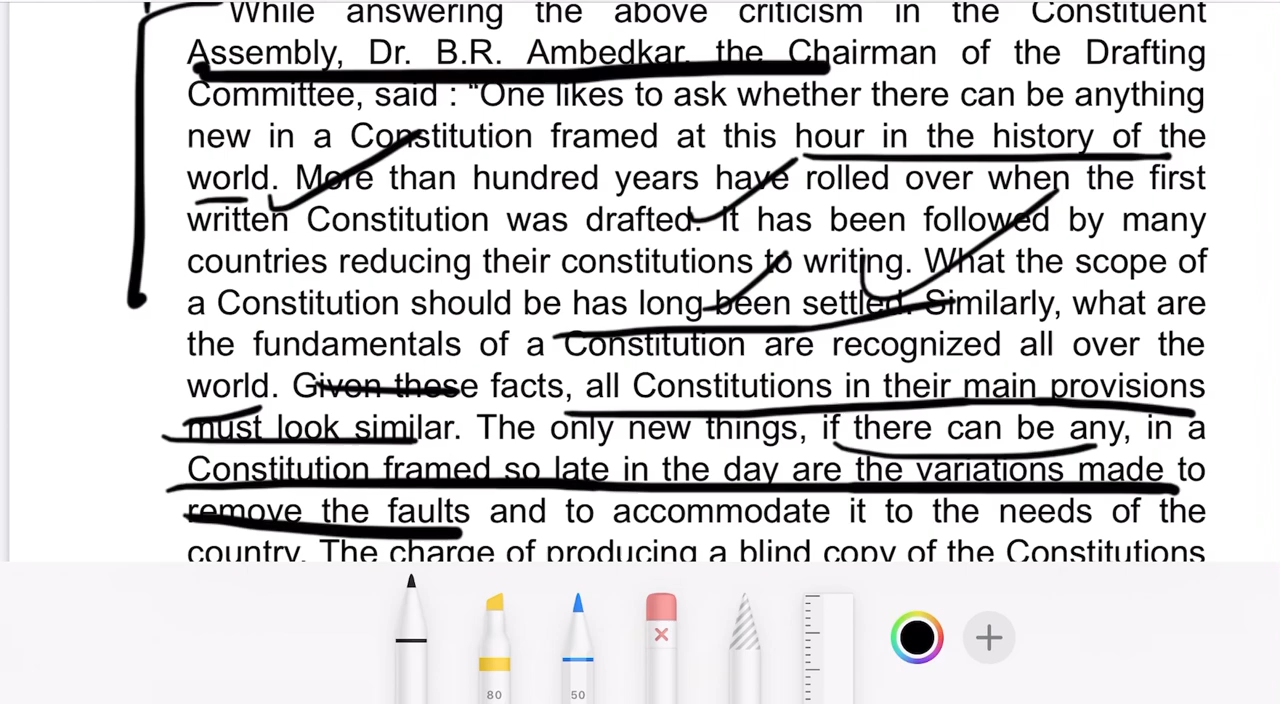 While answering the above criticism in the Constituent
Assembly, Dr. B.R. Ambedkar, the Chairman of the Drafting
Committee, said : “One likes to ask whether there can be anything
new in a Constitution framed at this hour in the history of the
world. More than hundred years have rolled over when the first
written Constitution was drafted. It has been followed by many
countries reducing their constitutions to writing. What the scope of
a Constitution should be has long been settled. Similarly, what are
the fundamentals of a Constitution are recognized all over the
world. Given these facts, all Constitutions in their main provisions
must look similar. The only new things, if there can be any, in a
Constitution framed so late in the day are the variations made to
remove the faults and to accommodate it to the needs of the
country. The charge of producing a blind copy of the Constitutions
80
50